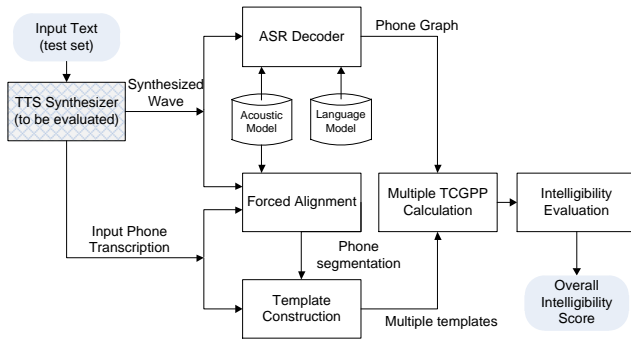 Input Text
(test set)
ASR Decoder
Phone Graph
Synthesized
Wave
TTS Synthesizer
(to be evaluated)
Acoustic
Model
Language
Model
Forced Alignment
Multiple TCGPP
Calculation
Intelligibility
Evaluation
Input Phone
Transcription
Phone
segmentation
Template
Construction
Multiple templates
Overall
Intelligibility
Score